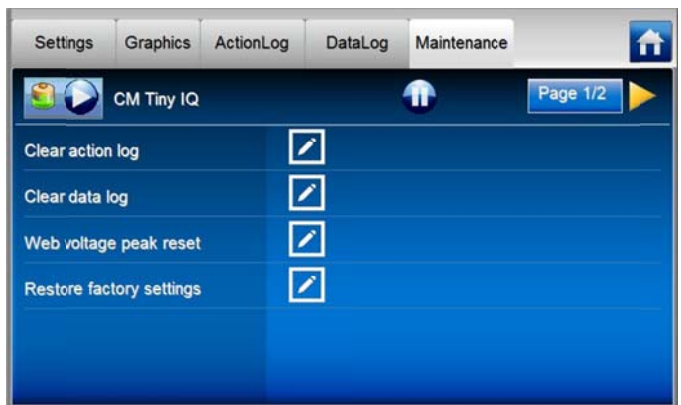 Settings Graphics ActionLog DataLog Maintenance
CM Tiny IQ Page 1/2
Clear action log
Clear data log
Web voltage peak reset
Restore factory settings